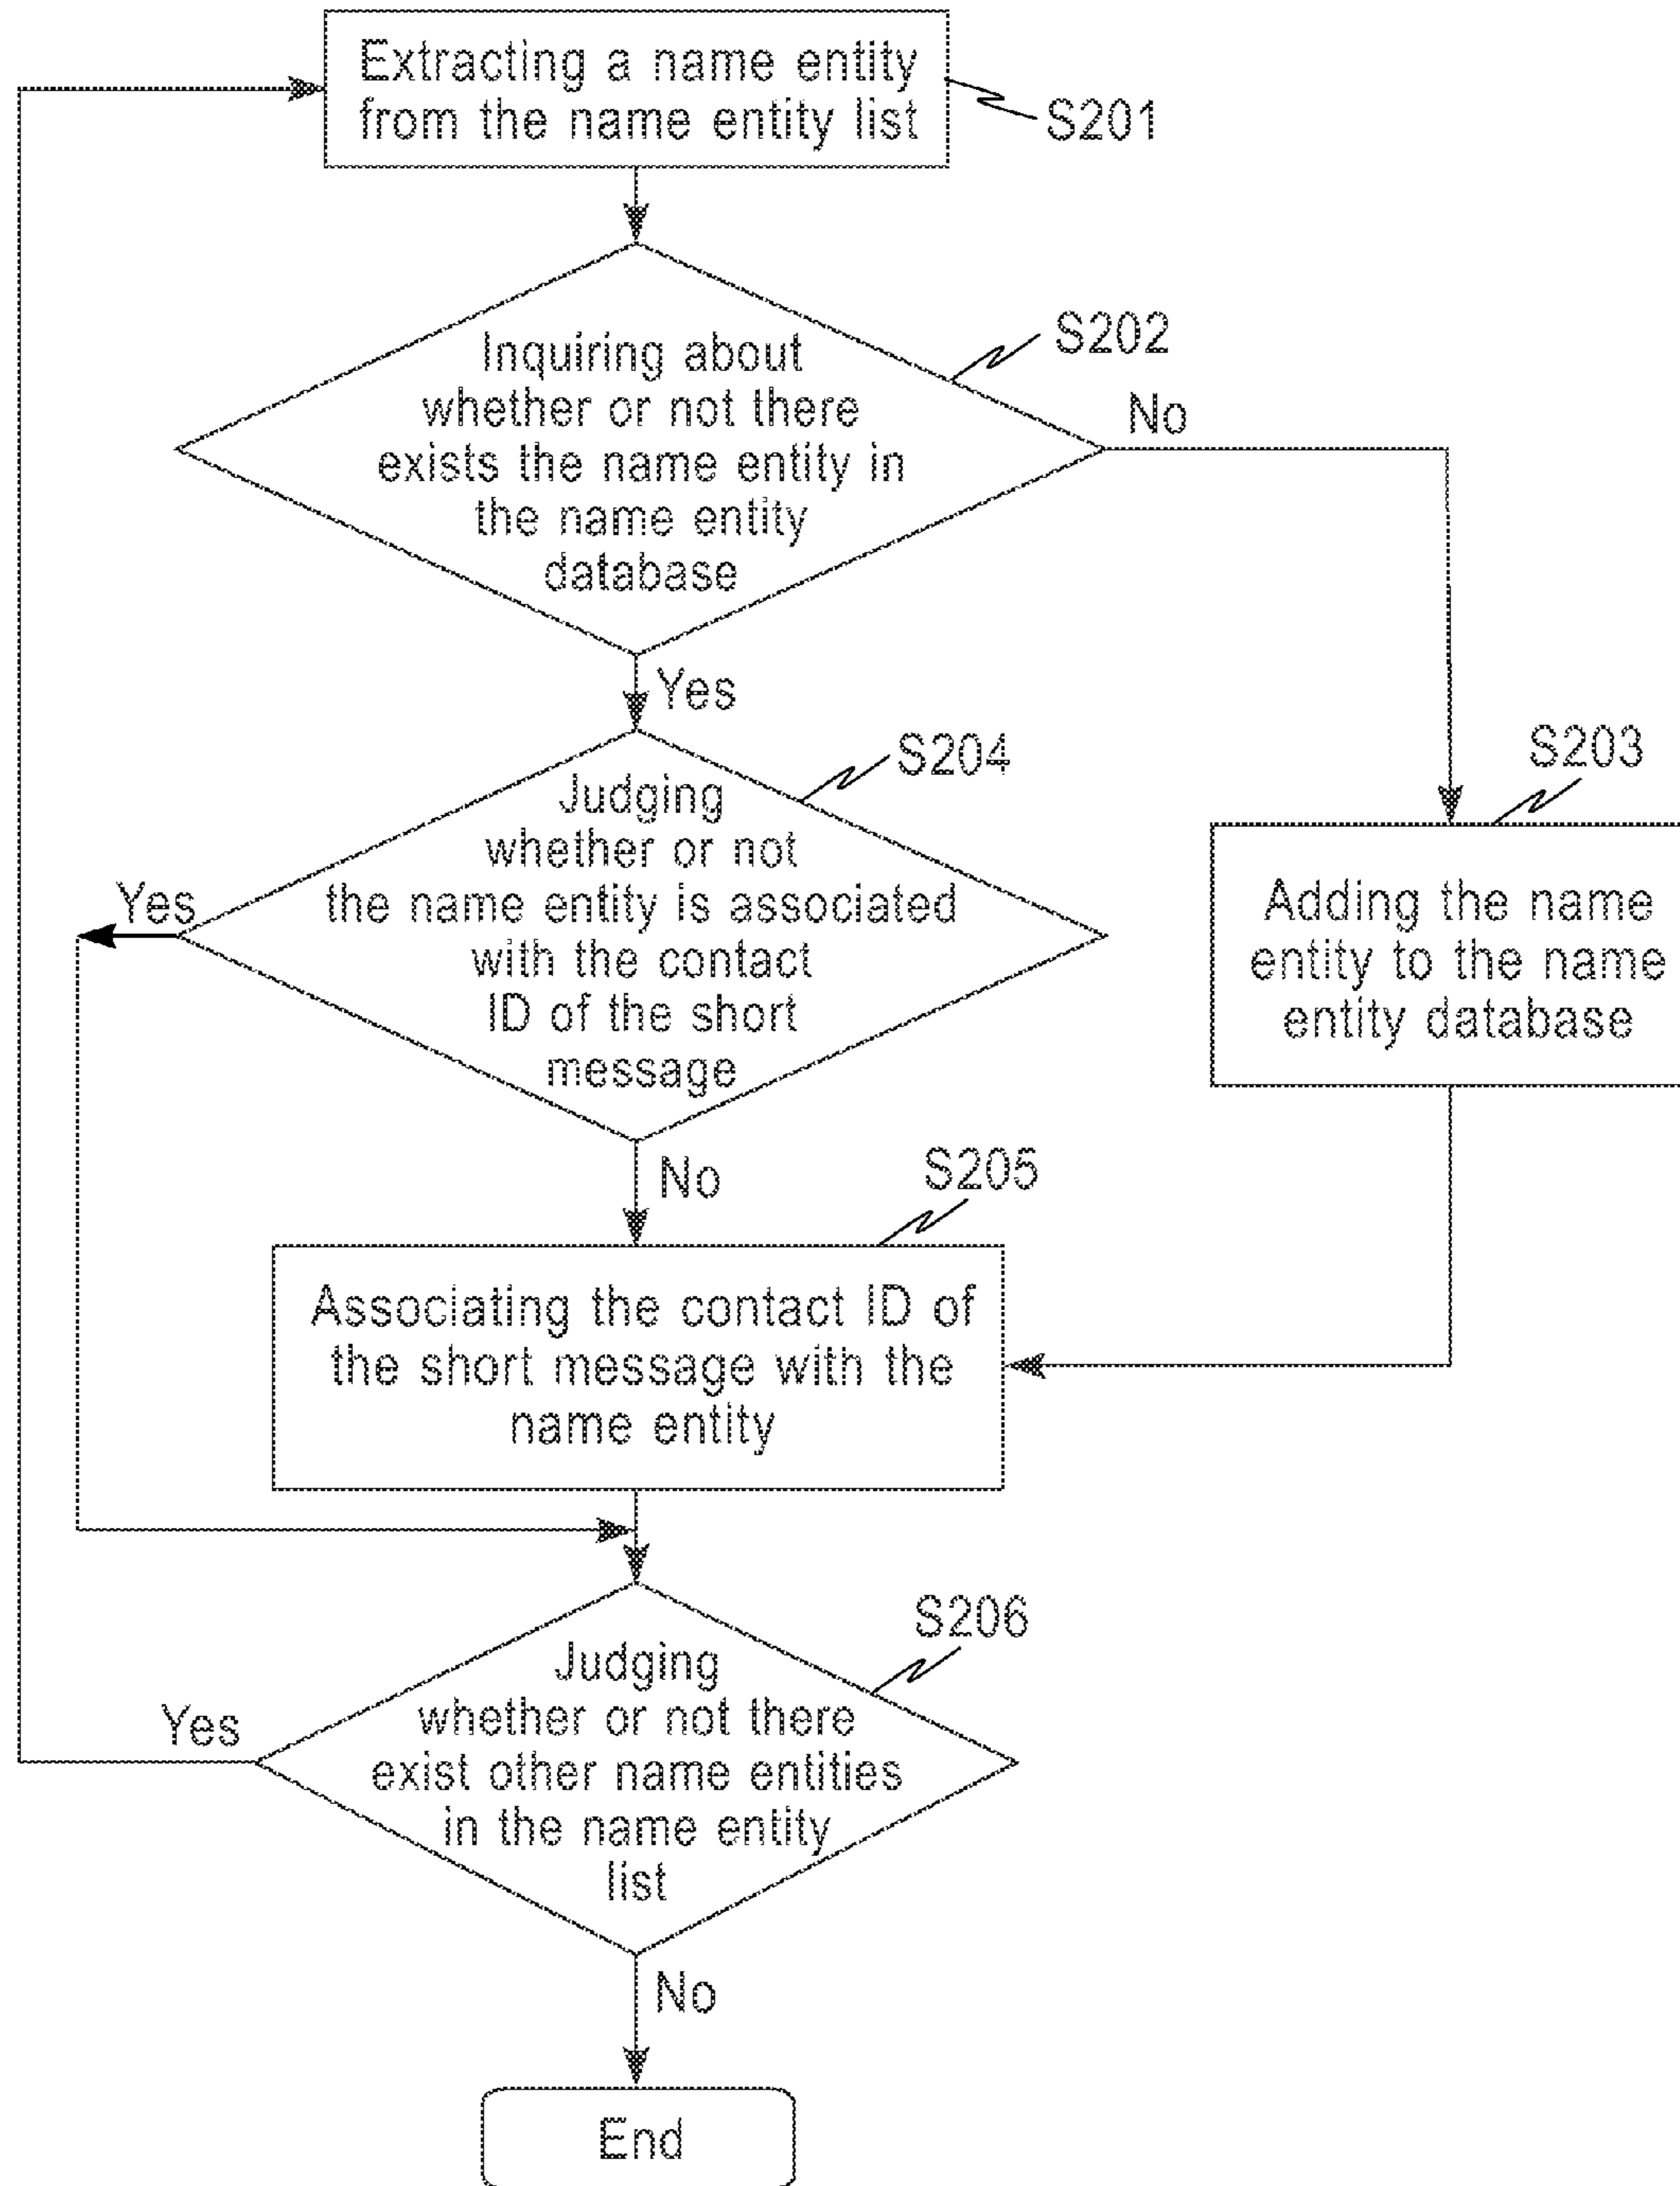 Extracting a name entity
from the name entity list
S201
Inquiring about
whether or not there
exists the name entity in
the name entity
database
S202
No
Yes
Judging
whether or not
the name entity is associated
with the contact
ID of the short
message
S204
Yes
S203
Adding the name
entity to the name
entity database
No
S205
Associating the contact ID of
the short message with the
name entity
S206
Judging
whether or not there
exist other name entities
in the name entity
list
Yes
No
End